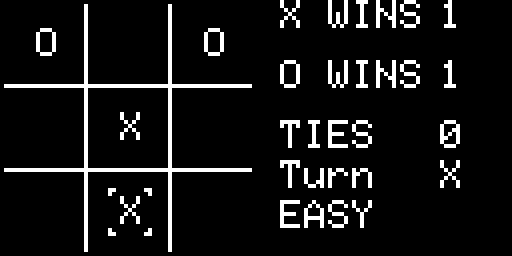 O O
X
X
X WINS 1
O WINS 1
TIES 0
Turn X
EASY